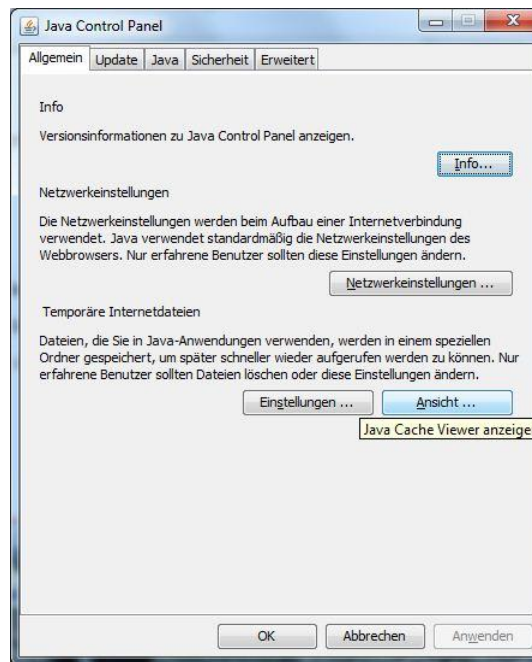 Java Control Panel
Allgemein Update Java Sicherheit Erweitert
Info
Versionsinformationen zu Java Control Panel anzeigen.
Info...
Netzwerkeinstellungen
Die Netzwerkeinstellungen werden beim Aufbau einer Internetverbindung
verwendet. Java verwendet standardmäßig die Netzwerkeinstellungen des
Webbrowsers. Nur erfahrene Benutzer sollten diese Einstellungen ändern.
Netzwerkeinstellungen ...
Temporäre Internetdateien
Dateien, die Sie in Java-Anwendungen verwenden, werden in einem speziellen
Ordner gespeichert, um später schneller wieder aufgerufen werden zu können. Nur
erfahrene Benutzer sollten Dateien löschen oder diese Einstellungen ändern.
Einstellungen ... Ansicht ...
Java Cache Viewer anzeige
OK Abbrechen Anwenden